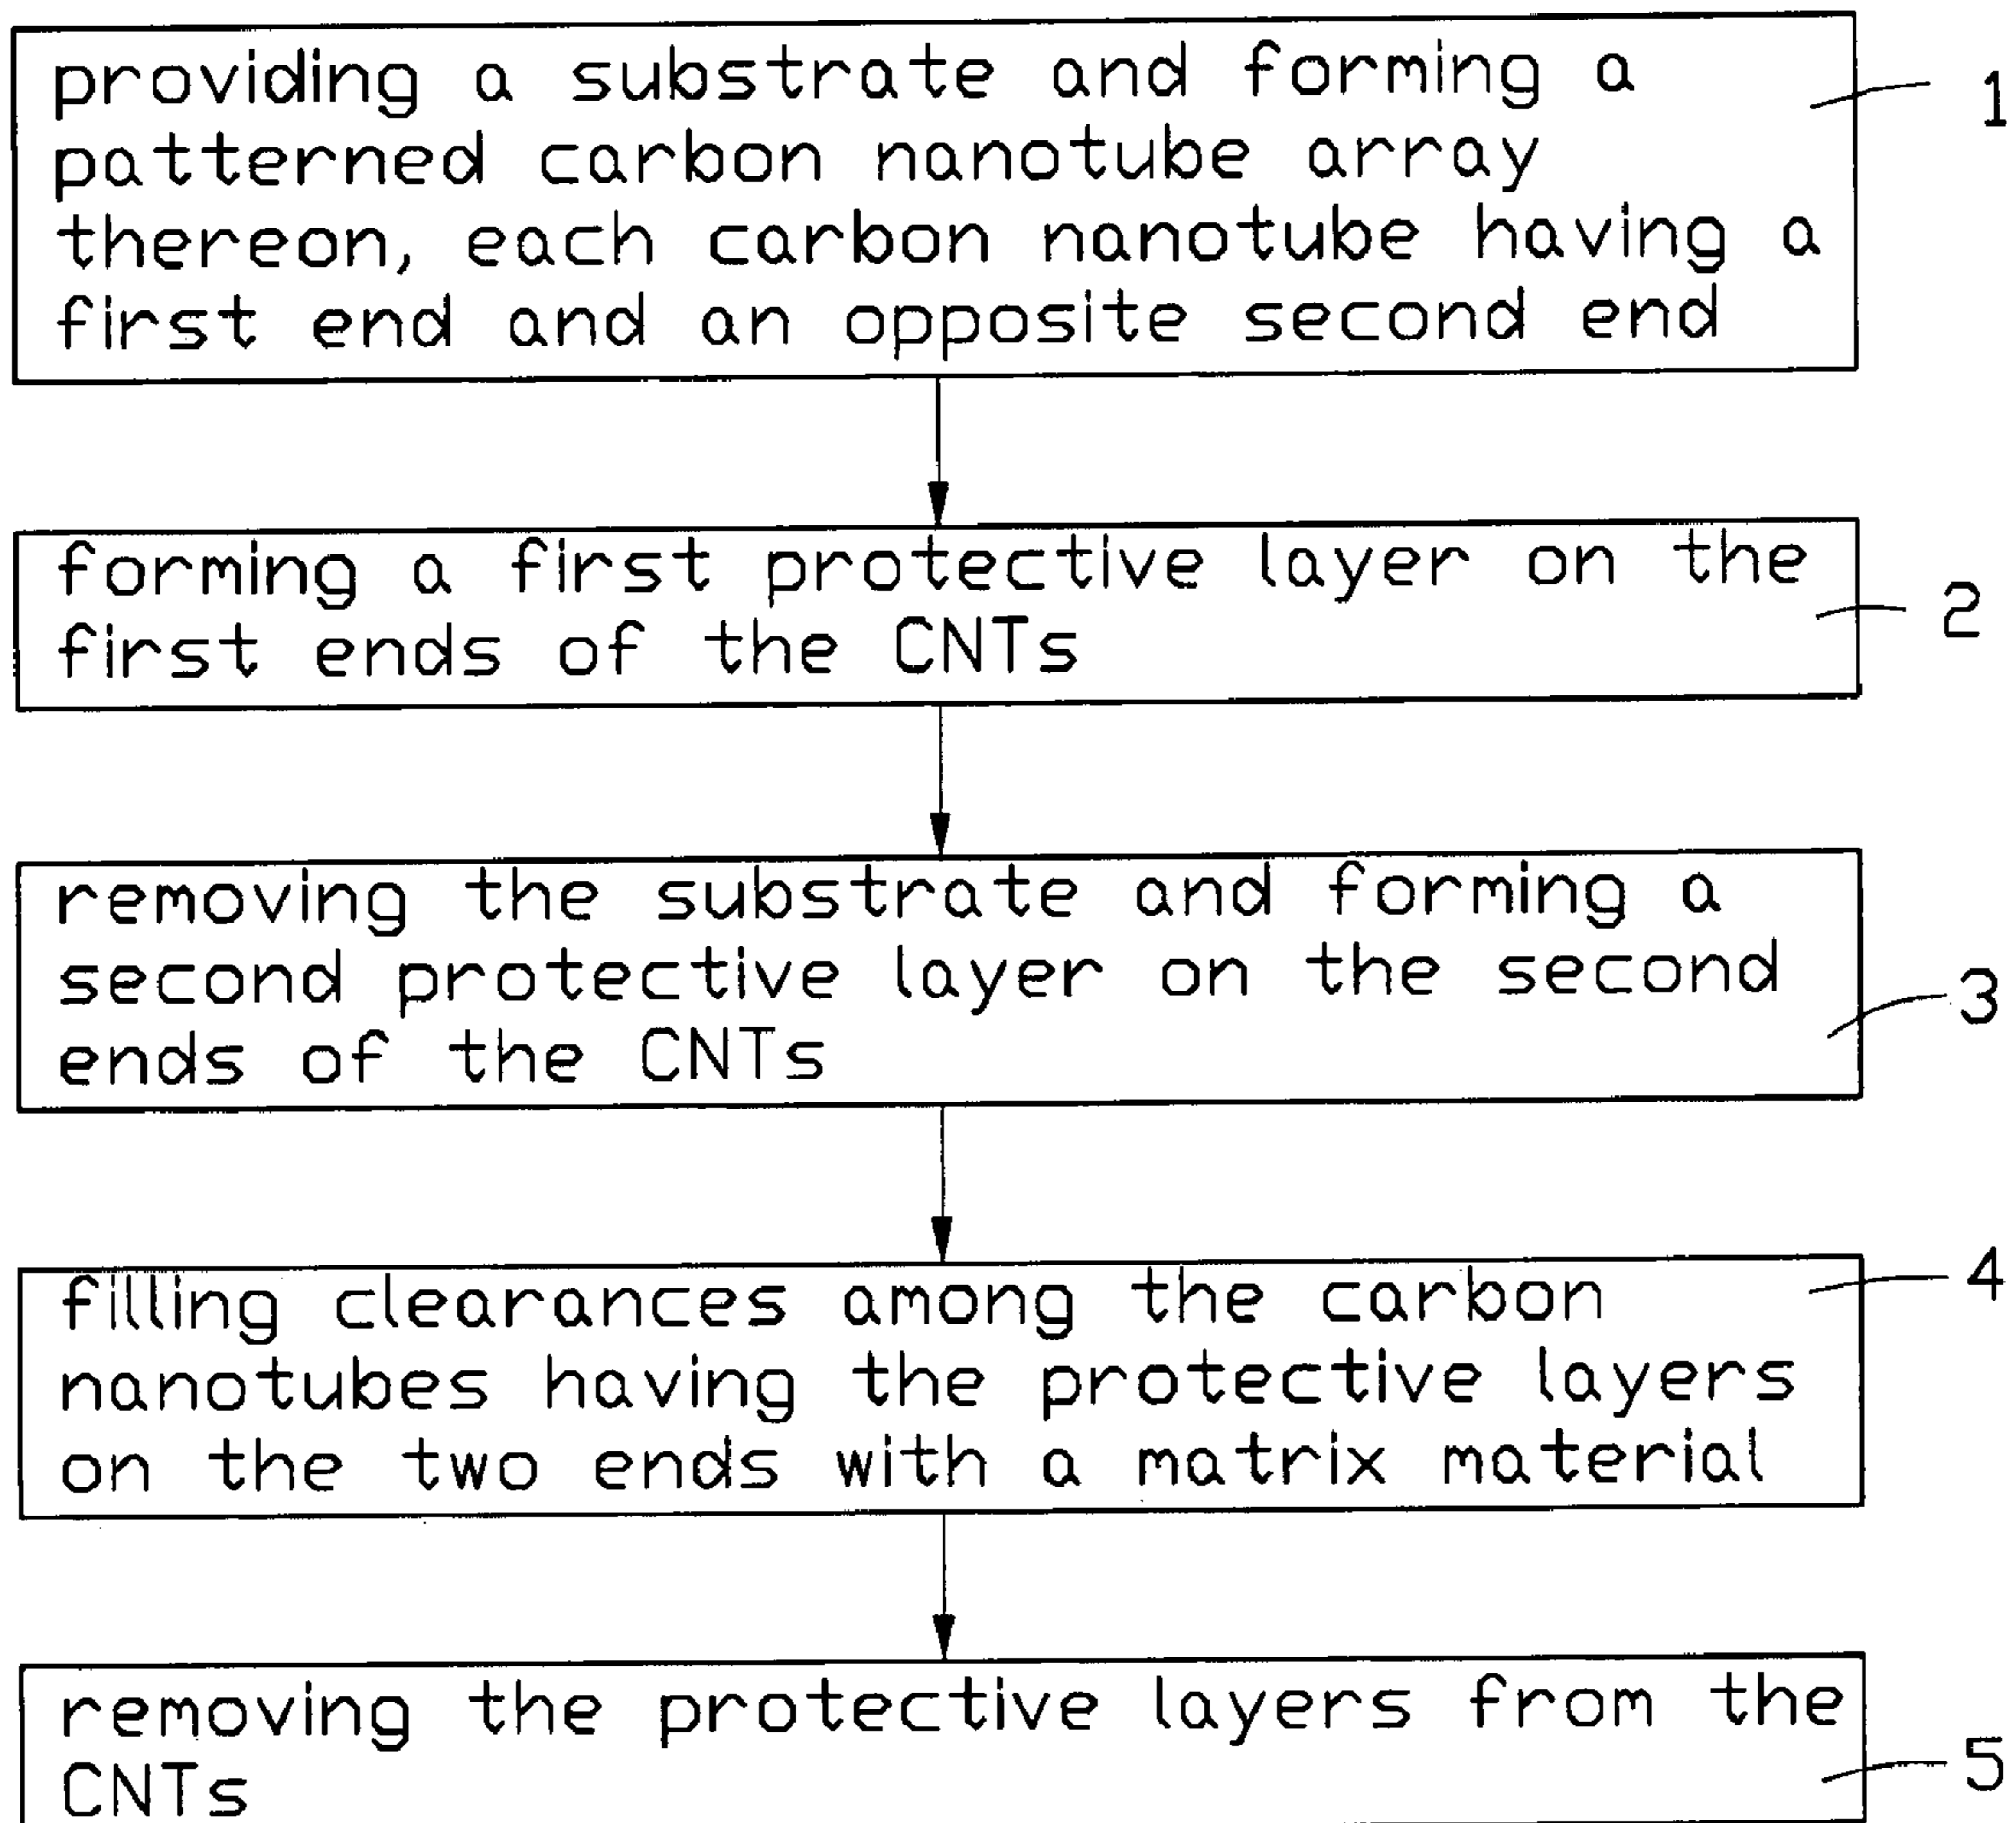 providing a substrate and forming a
patterned carbon nanotube array
thereon, each carbon nanotube having a
first end and an opposite second end
1
forming a first protective layer on the
first ends of the CNTs
2
removing the substrate and forming a
second protective layer on the second
ends of the CNTs
3
filling clearances among the carbon
nanotubes having the protective layers
on the two ends with a matrix material
4
removing the protective layers from the
CNTs
5